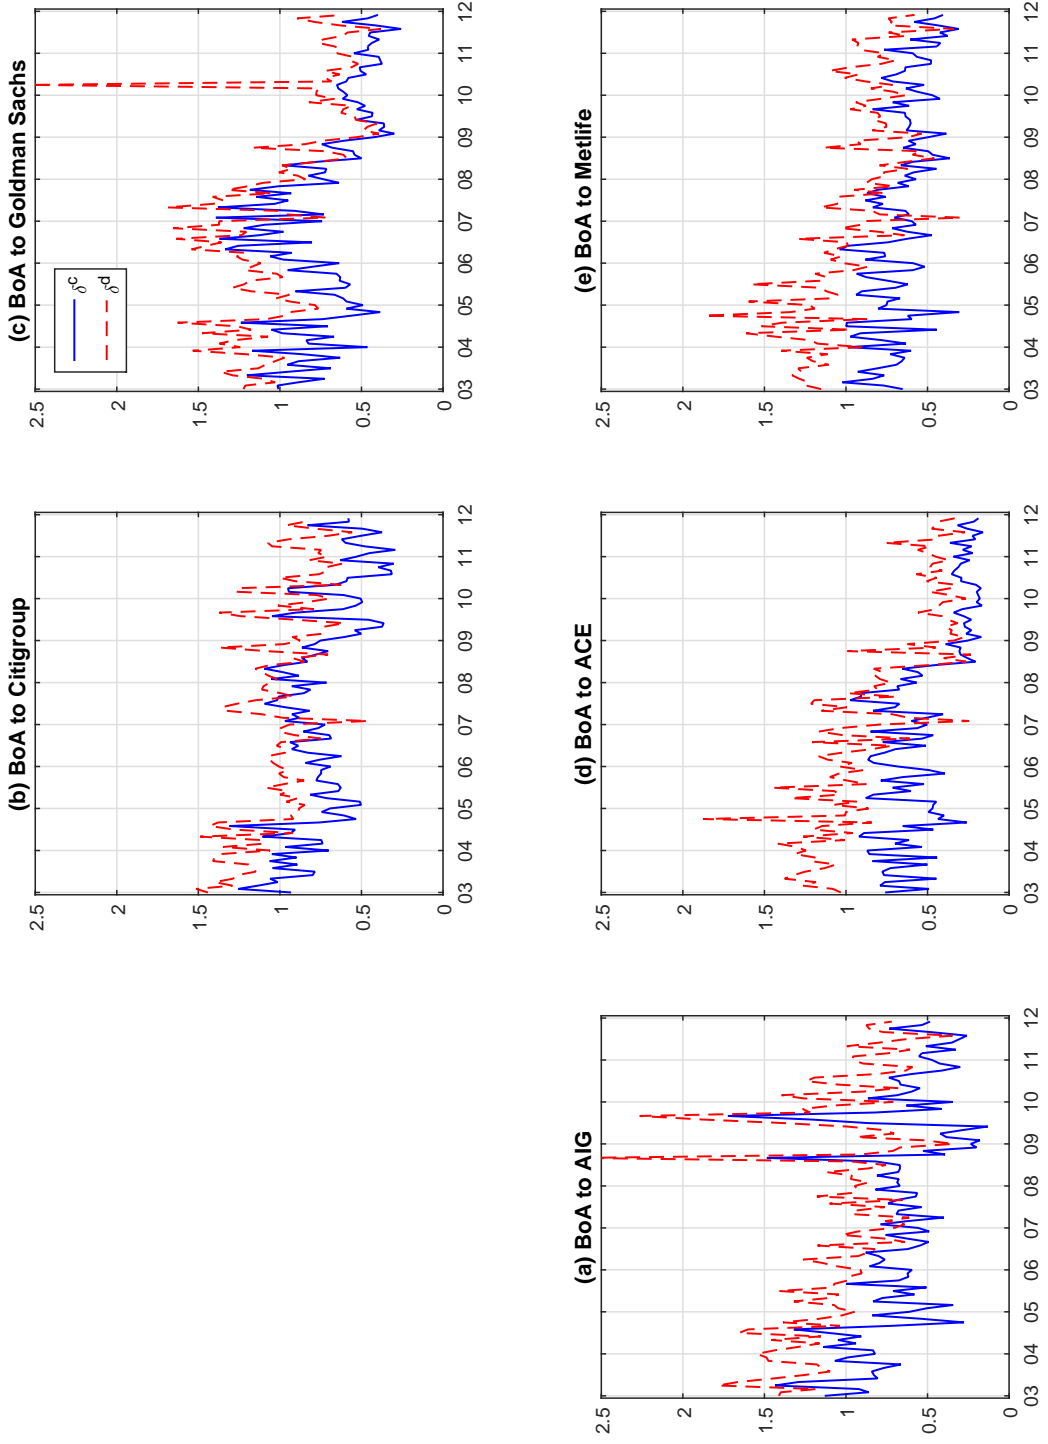 (b) BoA to Citigroup
2.5
2
1.5
1
0.5
0
03 04 05 06 07 08 09 10 11 12
(c) BoA to Goldman Sachs
2.5
δᶜ
δᵈ
2
1.5
1
0.5
0
03 04 05 06 07 08 09 10 11 12
(a) BoA to AIG
2.5
2
1.5
1
0.5
0
03 04 05 06 07 08 09 10 11 12
(d) BoA to ACE
2.5
2
1.5
1
0.5
0
03 04 05 06 07 08 09 10 11 12
(e) BoA to Metlife
2.5
2
1.5
1
0.5
0
03 04 05 06 07 08 09 10 11 12